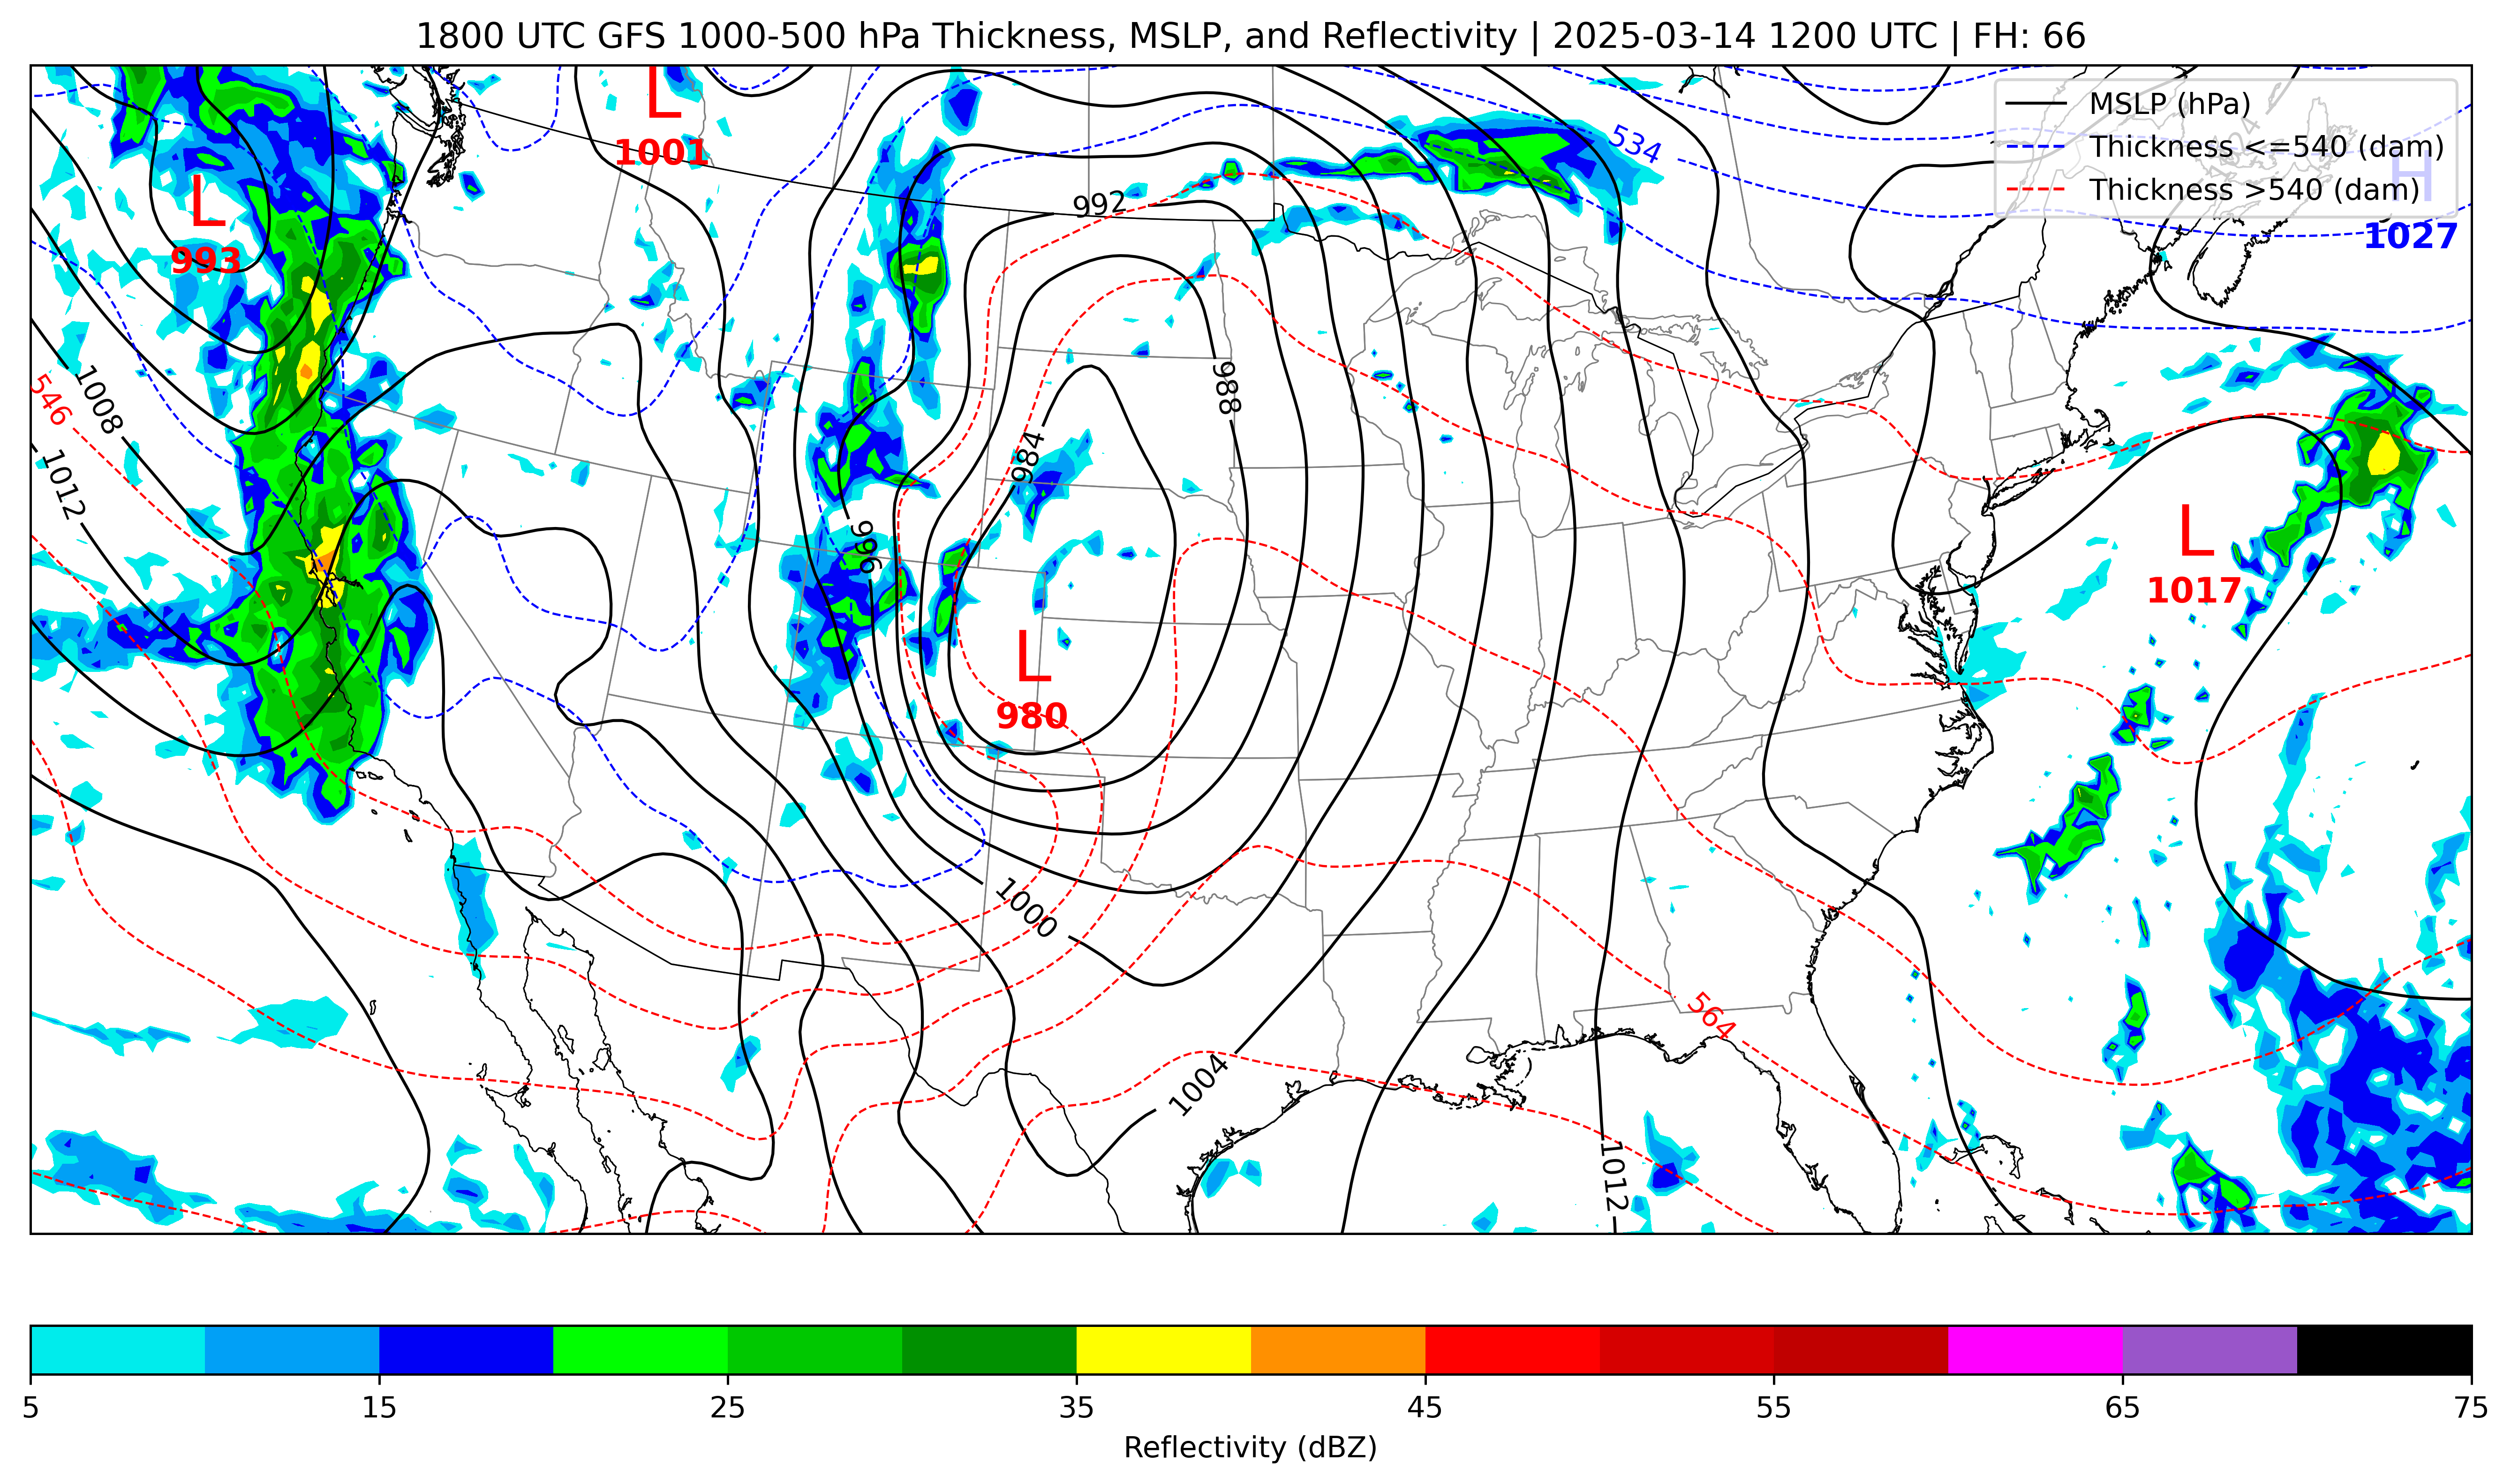 1800 UTC GFS 1000-500 hPa Thickness, MSLP, and Reflectivity | 2025-03-14 1200 UTC | FH: 66
MSLP (hPa)
Thickness <=540 (dam)
Thickness >540 (dam)
L
1001
534
H
1027
992
L
993
988
1008
546
1012
984
996
L
1017
L
980
1000
564
1004
1012
5 15 25 35 45 55 65 75
Reflectivity (dBZ)